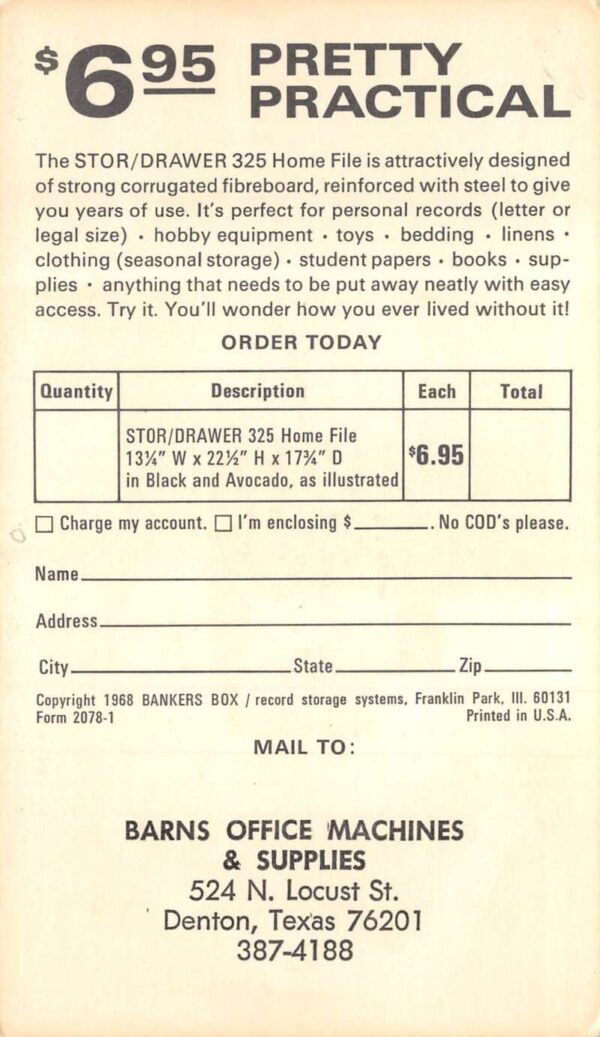 $6.95 PRETTY
PRACTICAL
The STOR/DRAWER 325 Home File is attractively designed
of strong corrugated fibreboard, reinforced with steel to give
you years of use. It's perfect for personal records (letter or
legal size) • hobby equipment • toys • bedding • linens •
clothing (seasonal storage) • student papers • books • sup-
plies • anything that needs to be put away neatly with easy
access. Try it. You'll wonder how you ever lived without it!
ORDER TODAY
Quantity Description Each Total
STOR/DRAWER 325 Home File
13¼" W x 22½" H x 17¾" D $6.95
in Black and Avocado, as illustrated
☐ Charge my account. ☐ I'm enclosing $________. No COD's please.
Name
Address
City State Zip
Copyright 1968 BANKERS BOX / record storage systems, Franklin Park, Ill. 60131
Form 2078-1 Printed in U.S.A.
MAIL TO:
BARNS OFFICE MACHINES
& SUPPLIES
524 N. Locust St.
Denton, Texas 76201
387-4188